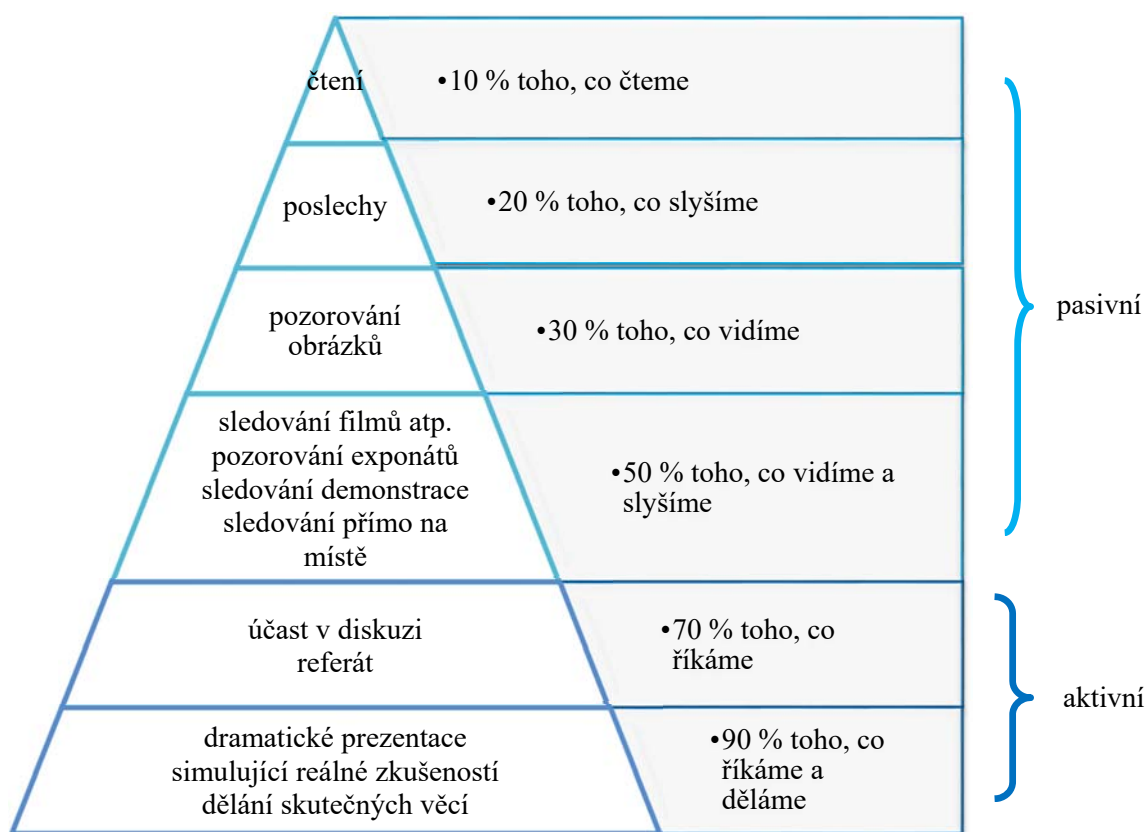 čtení
•10 % toho, co čteme
poslechy
•20 % toho, co slyšíme
pozorování
obrázků
•30 % toho, co vidíme
sledování filmů atp.
pozorování exponátů
sledování demonstrace
sledování přímo na
místě
•50 % toho, co vidíme a
slyšíme
pasivní
účast v diskuzi
referát
•70 % toho, co
říkáme
dramatické prezentace
simulující reálné zkušeností
dělání skutečných věcí
•90 % toho, co
říkáme a
děláme
aktivní